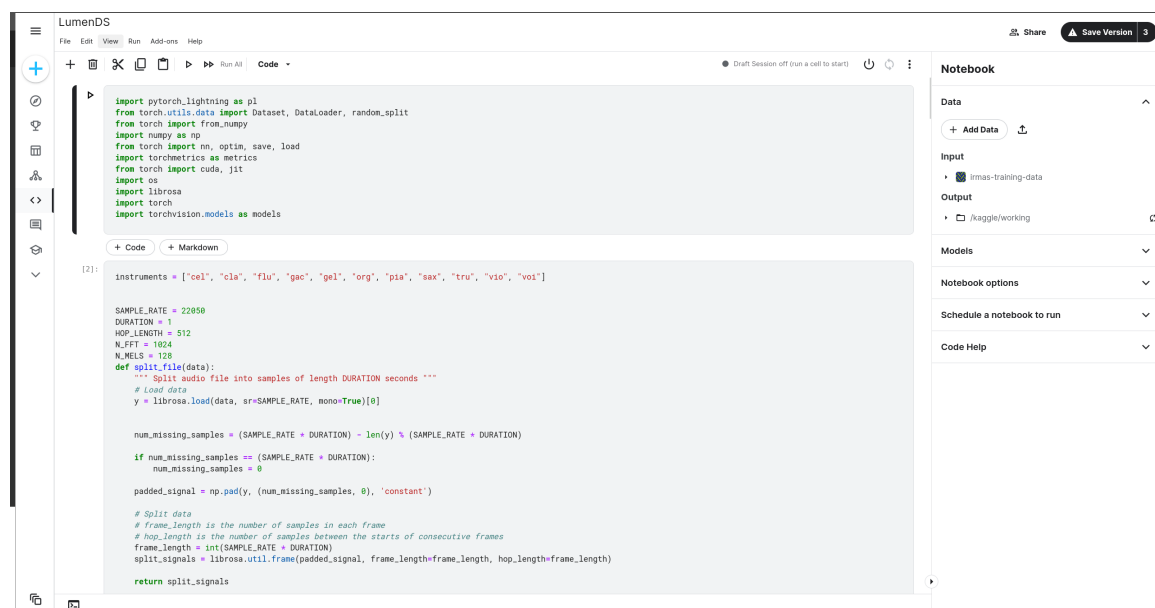 LumenDS
File Edit View Run Add-ons Help
Share
Save Version 3
Run All
Code
Draft Session off (run a cell to start)
import pytorch_lightning as pl
from torch.utils.data import Dataset, DataLoader, random_split
from torch import from_numpy
import numpy as np
from torch import nn, optim, save, load
import torchmetrics as metrics
from torch import cuda, jit
import os
import librosa
import torch
import torchvision.models as models
+ Code + Markdown
[2]:
instruments = ["cel", "cla", "flu", "gac", "gel", "org", "pia", "sax", "tru", "vio", "voi"]
SAMPLE_RATE = 22050
DURATION = 1
HOP_LENGTH = 512
N_FFT = 1024
N_MELS = 128
def split_file(data):
    """ Split audio file into samples of length DURATION seconds """
    # Load data
    y = librosa.load(data, sr=SAMPLE_RATE, mono=True)[0]
    num_missing_samples = (SAMPLE_RATE * DURATION) - len(y) % (SAMPLE_RATE * DURATION)
    if num_missing_samples == (SAMPLE_RATE * DURATION):
        num_missing_samples = 0
    padded_signal = np.pad(y, (num_missing_samples, 0), 'constant')
    # Split data
    # frame_length is the number of samples in each frame
    # hop_length is the number of samples between the starts of consecutive frames
    frame_length = int(SAMPLE_RATE * DURATION)
    split_signals = librosa.util.frame(padded_signal, frame_length=frame_length, hop_length=frame_length)
    return split_signals
Notebook
Data
+ Add Data
Input
irmas-training-data
Output
/kaggle/working
Models
Notebook options
Schedule a notebook to run
Code Help